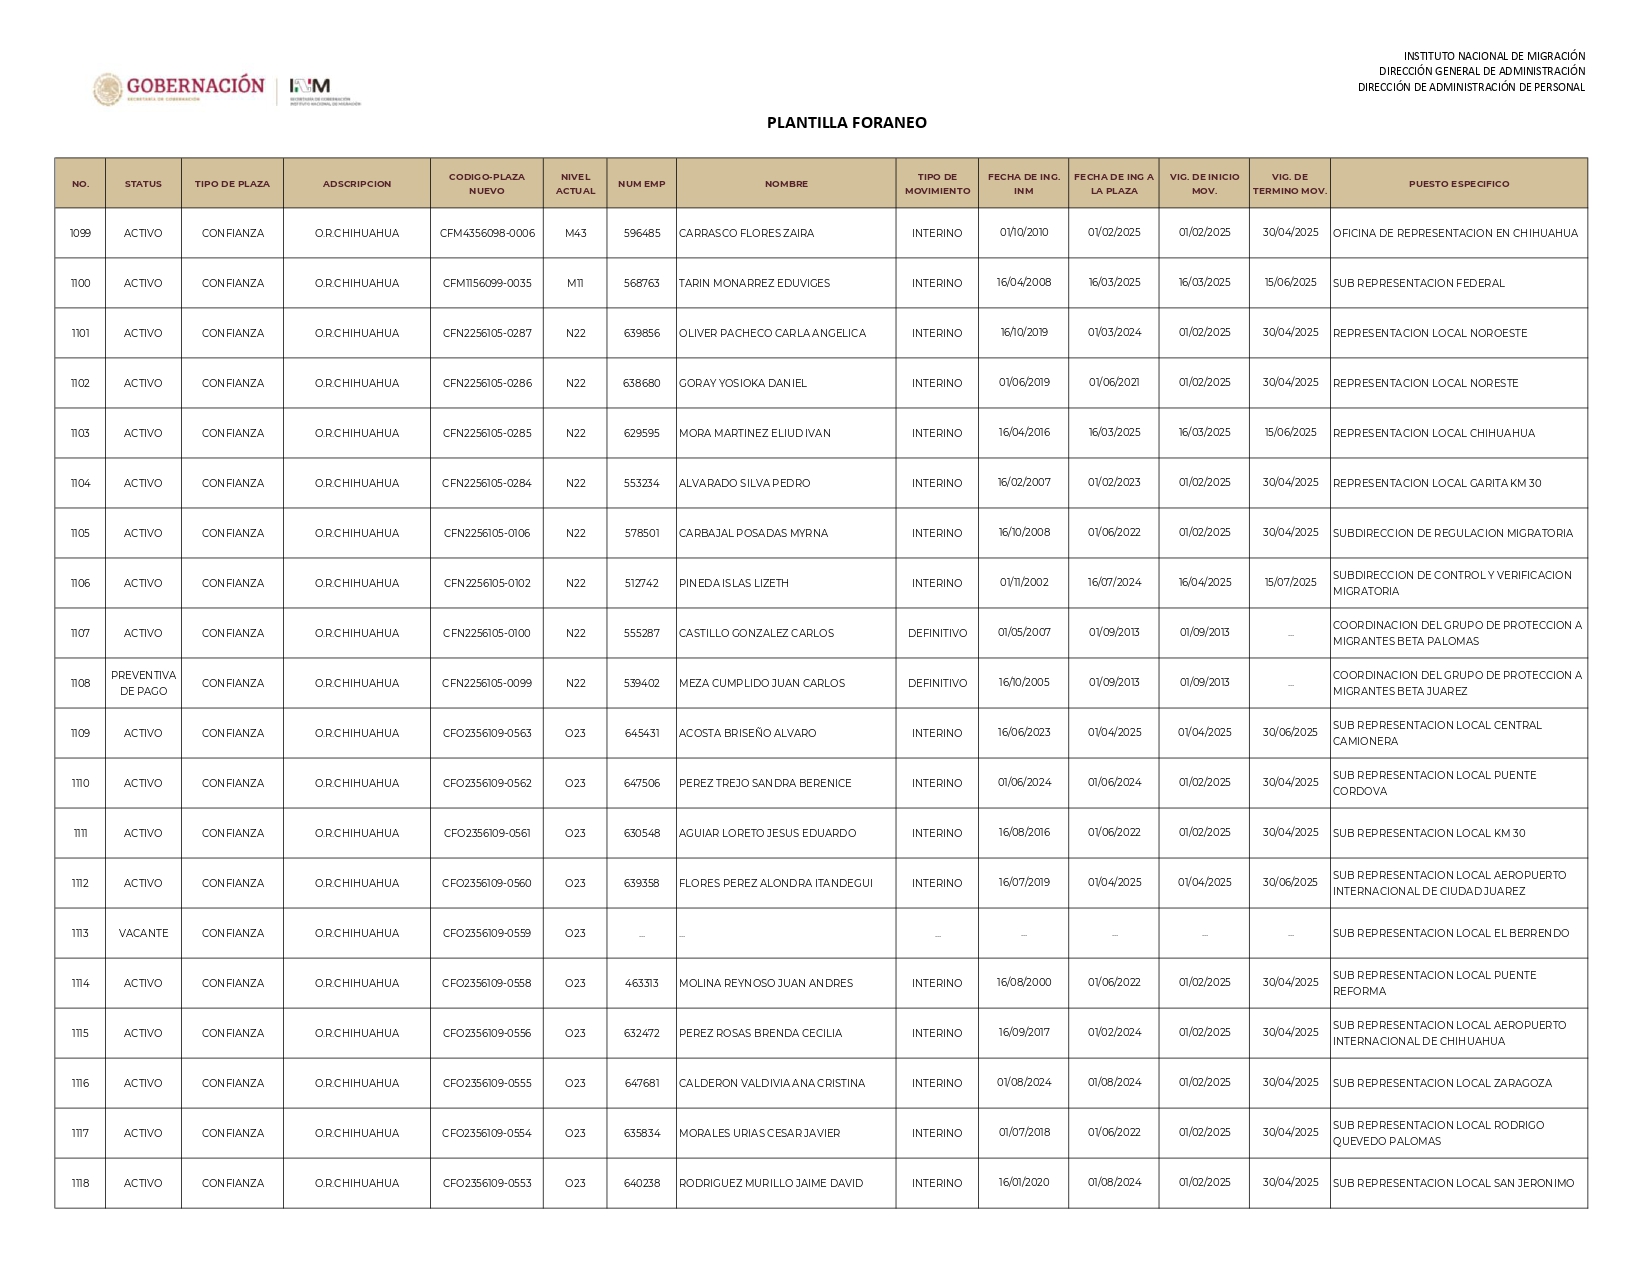 INSTITUTO NACIONAL DE MIGRACIÓN
DIRECCIÓN GENERAL DE ADMINISTRACIÓN
DIRECCIÓN DE ADMINISTRACIÓN DE PERSONAL
GOBERNACIÓN
SECRETARÍA DE GOBERNACIÓN
INM
SECRETARÍA DE GOBERNACIÓN
INSTITUTO NACIONAL DE MIGRACIÓN
PLANTILLA FORANEO
NO. STATUS TIPO DE PLAZA ADSCRIPCION CODIGO-PLAZA NUEVO NIVEL ACTUAL NUM EMP NOMBRE TIPO DE MOVIMIENTO FECHA DE ING. INM FECHA DE ING A LA PLAZA VIG. DE INICIO MOV. VIG. DE TERMINO MOV. PUESTO ESPECIFICO
1099 ACTIVO CONFIANZA O.R.CHIHUAHUA CFM4356098-0006 M43 596485 CARRASCO FLORES ZAIRA INTERINO 01/10/2010 01/02/2025 01/02/2025 30/04/2025 OFICINA DE REPRESENTACION EN CHIHUAHUA
1100 ACTIVO CONFIANZA O.R.CHIHUAHUA CFM1156099-0035 M11 568763 TARIN MONARREZ EDUVIGES INTERINO 16/04/2008 16/03/2025 16/03/2025 15/06/2025 SUB REPRESENTACION FEDERAL
1101 ACTIVO CONFIANZA O.R.CHIHUAHUA CFN2256105-0287 N22 639856 OLIVER PACHECO CARLA ANGELICA INTERINO 16/10/2019 01/03/2024 01/02/2025 30/04/2025 REPRESENTACION LOCAL NOROESTE
1102 ACTIVO CONFIANZA O.R.CHIHUAHUA CFN2256105-0286 N22 638680 GORAY YOSIOKA DANIEL INTERINO 01/06/2019 01/06/2021 01/02/2025 30/04/2025 REPRESENTACION LOCAL NORESTE
1103 ACTIVO CONFIANZA O.R.CHIHUAHUA CFN2256105-0285 N22 629595 MORA MARTINEZ ELIUD IVAN INTERINO 16/04/2016 16/03/2025 16/03/2025 15/06/2025 REPRESENTACION LOCAL CHIHUAHUA
1104 ACTIVO CONFIANZA O.R.CHIHUAHUA CFN2256105-0284 N22 553234 ALVARADO SILVA PEDRO INTERINO 16/02/2007 01/02/2023 01/02/2025 30/04/2025 REPRESENTACION LOCAL GARITA KM 30
1105 ACTIVO CONFIANZA O.R.CHIHUAHUA CFN2256105-0106 N22 578501 CARBAJAL POSADAS MYRNA INTERINO 16/10/2008 01/06/2022 01/02/2025 30/04/2025 SUBDIRECCION DE REGULACION MIGRATORIA
1106 ACTIVO CONFIANZA O.R.CHIHUAHUA CFN2256105-0102 N22 512742 PINEDA ISLAS LIZETH INTERINO 01/11/2002 16/07/2024 16/04/2025 15/07/2025 SUBDIRECCION DE CONTROL Y VERIFICACION MIGRATORIA
1107 ACTIVO CONFIANZA O.R.CHIHUAHUA CFN2256105-0100 N22 555287 CASTILLO GONZALEZ CARLOS DEFINITIVO 01/05/2007 01/09/2013 01/09/2013 ... COORDINACION DEL GRUPO DE PROTECCION A MIGRANTES BETA PALOMAS
1108 PREVENTIVA DE PAGO CONFIANZA O.R.CHIHUAHUA CFN2256105-0099 N22 539402 MEZA CUMPLIDO JUAN CARLOS DEFINITIVO 16/10/2005 01/09/2013 01/09/2013 ... COORDINACION DEL GRUPO DE PROTECCION A MIGRANTES BETA JUAREZ
1109 ACTIVO CONFIANZA O.R.CHIHUAHUA CFO2356109-0563 O23 645431 ACOSTA BRISEÑO ALVARO INTERINO 16/06/2023 01/04/2025 01/04/2025 30/06/2025 SUB REPRESENTACION LOCAL CENTRAL CAMIONERA
1110 ACTIVO CONFIANZA O.R.CHIHUAHUA CFO2356109-0562 O23 647506 PEREZ TREJO SANDRA BERENICE INTERINO 01/06/2024 01/06/2024 01/02/2025 30/04/2025 SUB REPRESENTACION LOCAL PUENTE CORDOVA
1111 ACTIVO CONFIANZA O.R.CHIHUAHUA CFO2356109-0561 O23 630548 AGUIAR LORETO JESUS EDUARDO INTERINO 16/08/2016 01/06/2022 01/02/2025 30/04/2025 SUB REPRESENTACION LOCAL KM 30
1112 ACTIVO CONFIANZA O.R.CHIHUAHUA CFO2356109-0560 O23 639358 FLORES PEREZ ALONDRA ITANDEGUI INTERINO 16/07/2019 01/04/2025 01/04/2025 30/06/2025 SUB REPRESENTACION LOCAL AEROPUERTO INTERNACIONAL DE CIUDAD JUAREZ
1113 VACANTE CONFIANZA O.R.CHIHUAHUA CFO2356109-0559 O23 ... ... ... ... ... ... ... SUB REPRESENTACION LOCAL EL BERRENDO
1114 ACTIVO CONFIANZA O.R.CHIHUAHUA CFO2356109-0558 O23 463313 MOLINA REYNOSO JUAN ANDRES INTERINO 16/08/2000 01/06/2022 01/02/2025 30/04/2025 SUB REPRESENTACION LOCAL PUENTE REFORMA
1115 ACTIVO CONFIANZA O.R.CHIHUAHUA CFO2356109-0556 O23 632472 PEREZ ROSAS BRENDA CECILIA INTERINO 16/09/2017 01/02/2024 01/02/2025 30/04/2025 SUB REPRESENTACION LOCAL AEROPUERTO INTERNACIONAL DE CHIHUAHUA
1116 ACTIVO CONFIANZA O.R.CHIHUAHUA CFO2356109-0555 O23 647681 CALDERON VALDIVIA ANA CRISTINA INTERINO 01/08/2024 01/08/2024 01/02/2025 30/04/2025 SUB REPRESENTACION LOCAL ZARAGOZA
1117 ACTIVO CONFIANZA O.R.CHIHUAHUA CFO2356109-0554 O23 635834 MORALES URIAS CESAR JAVIER INTERINO 01/07/2018 01/06/2022 01/02/2025 30/04/2025 SUB REPRESENTACION LOCAL RODRIGO QUEVEDO PALOMAS
1118 ACTIVO CONFIANZA O.R.CHIHUAHUA CFO2356109-0553 O23 640238 RODRIGUEZ MURILLO JAIME DAVID INTERINO 16/01/2020 01/08/2024 01/02/2025 30/04/2025 SUB REPRESENTACION LOCAL SAN JERONIMO